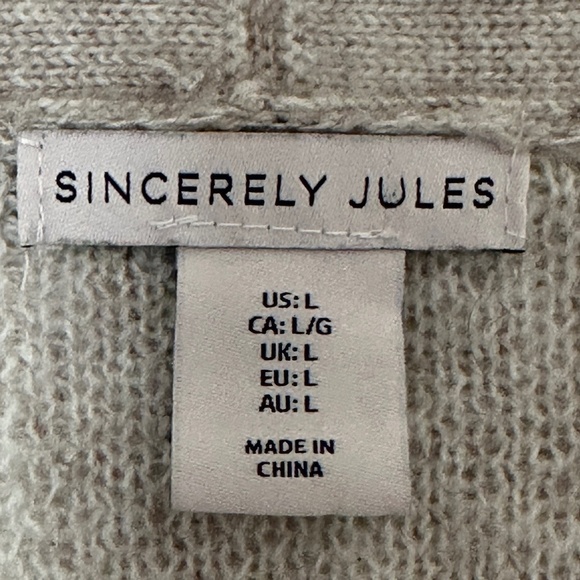 SINCERELY JULES
US: L
CA: L/G
UK: L
EU: L
AU: L
MADE IN
CHINA